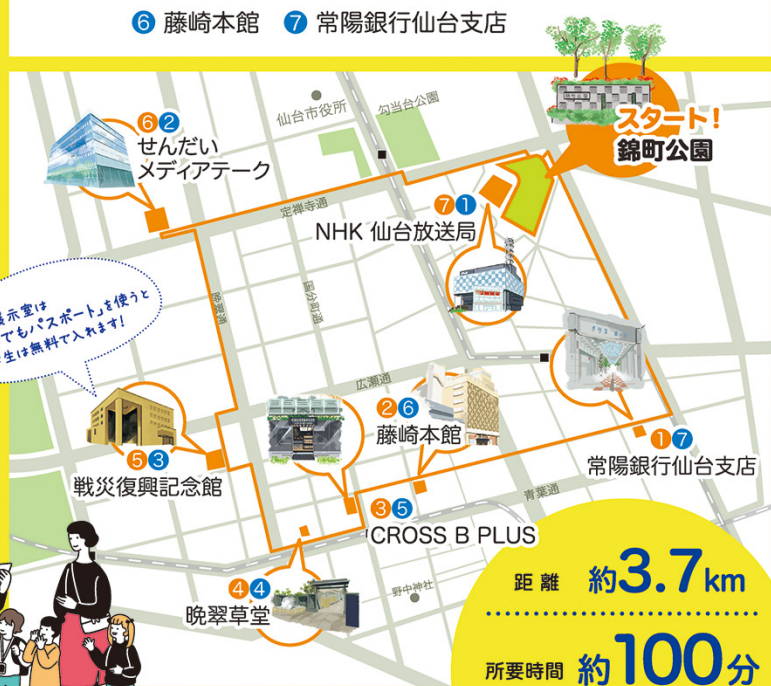 ⑥ 藤崎本館 ⑦ 常陽銀行仙台支店
スタート!
錦町公園
仙台市役所
勾当台公園
⑥②
せんだい
メディアテーク
定禅寺通
⑦①
NHK 仙台放送局
晩翠通
国分町通
展示室は
でもパスポート」を使うと
生は無料で入れます!
広瀬通
②⑥
藤崎本館
①⑦
常陽銀行仙台支店
⑤③
戦災復興記念館
③⑤
CROSS B PLUS
青葉通
④④
晩翠草堂
野中神社
距離 約3.7km
所要時間 約100分